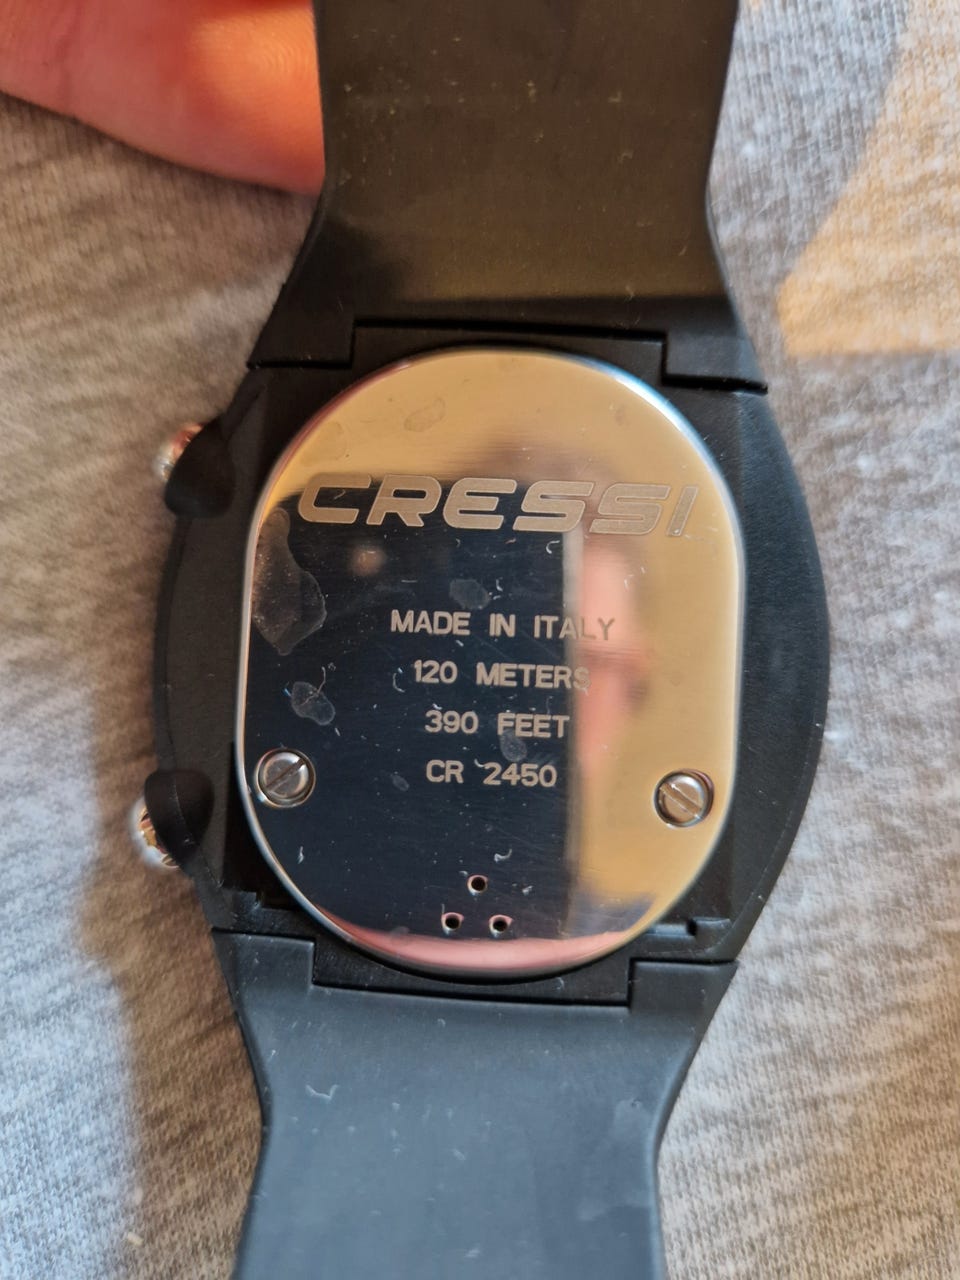 CRESSI
MADE IN ITALY
120 METERS
390 FEET
CR 2450